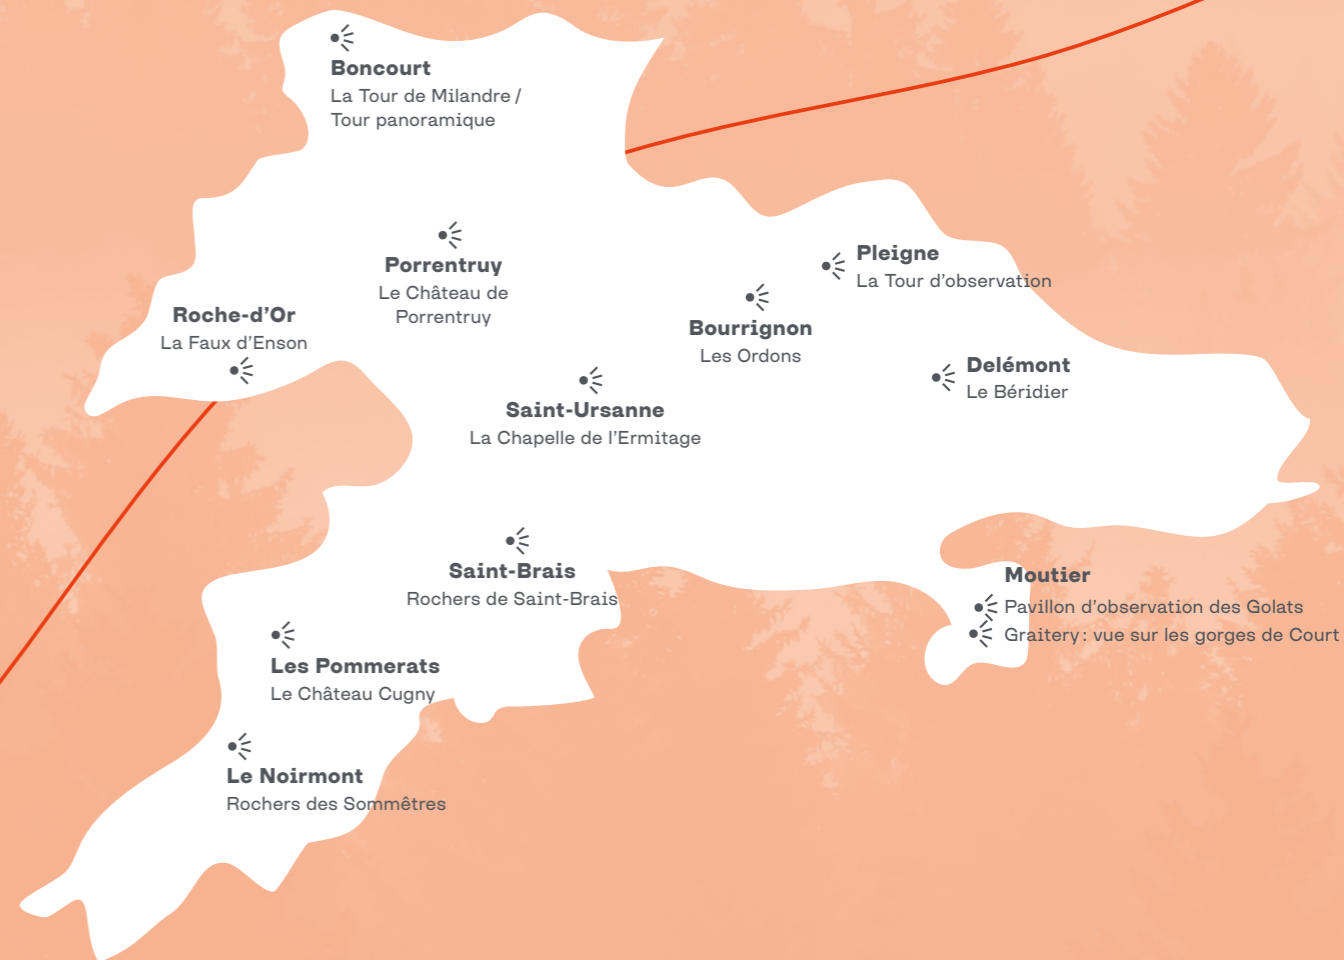 Boncourt
La Tour de Milandre /
Tour panoramique
Porrentruy
Le Château de
Porrentruy
Pleigne
La Tour d’observation
Roche-d’Or
La Faux d’Enson
Bourrignon
Les Ordons
Delémont
Le Béridier
Saint-Ursanne
La Chapelle de l’Ermitage
Saint-Brais
Rochers de Saint-Brais
Moutier
Pavillon d’observation des Golats
Graitery : vue sur les gorges de Court
Les Pommerats
Le Château Cugny
Le Noirmont
Rochers des Sommêtres